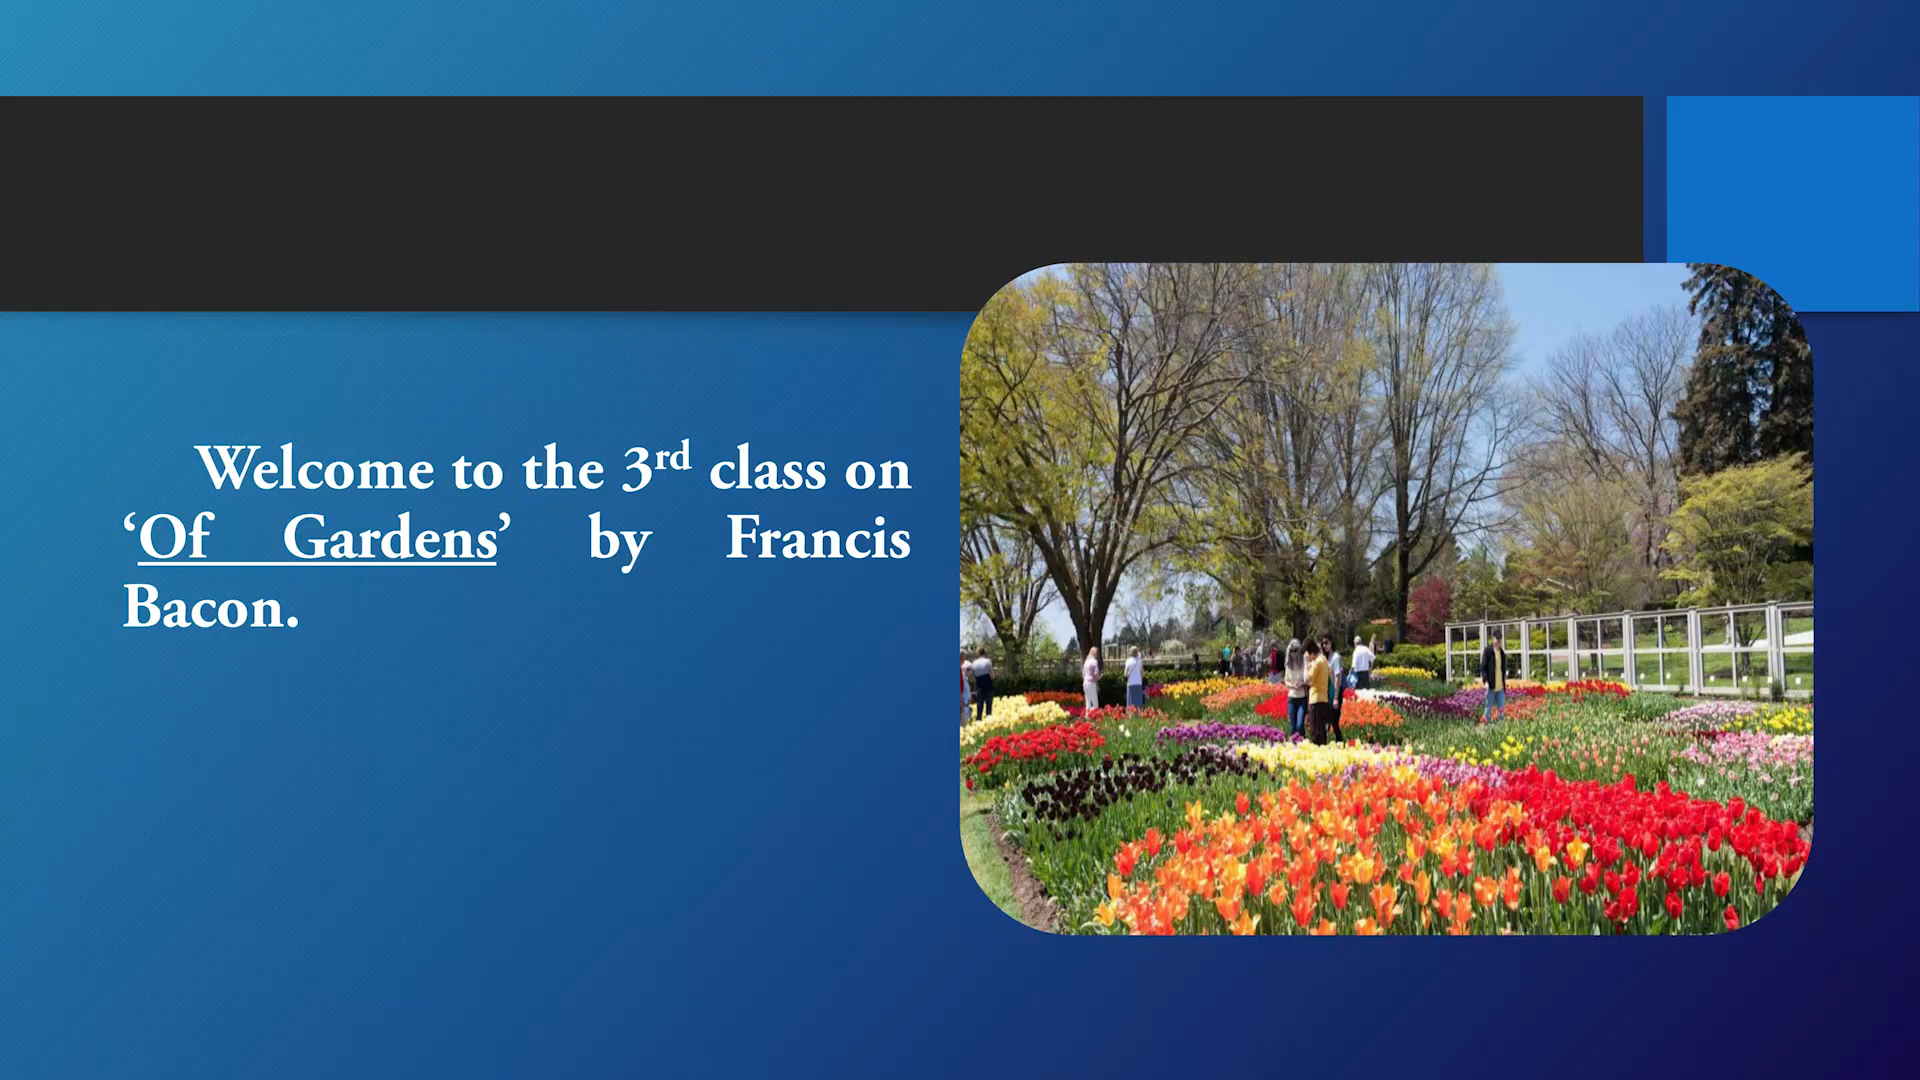 Welcome to the 3rd class on
‘Of Gardens’ by Francis
Bacon.